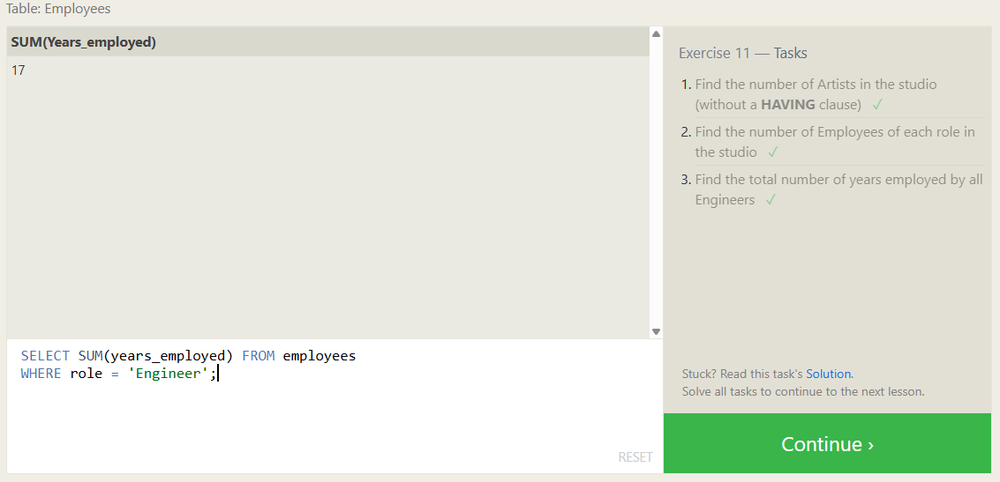 Table: Employees
SUM(Years_employed)
17
SELECT SUM(years_employed) FROM employees
WHERE role = 'Engineer';
RESET
Exercise 11 — Tasks
1. Find the number of Artists in the studio
(without a HAVING clause) ✓
2. Find the number of Employees of each role in
the studio ✓
3. Find the total number of years employed by all
Engineers ✓
Stuck? Read this task's Solution.
Solve all tasks to continue to the next lesson.
Continue ›